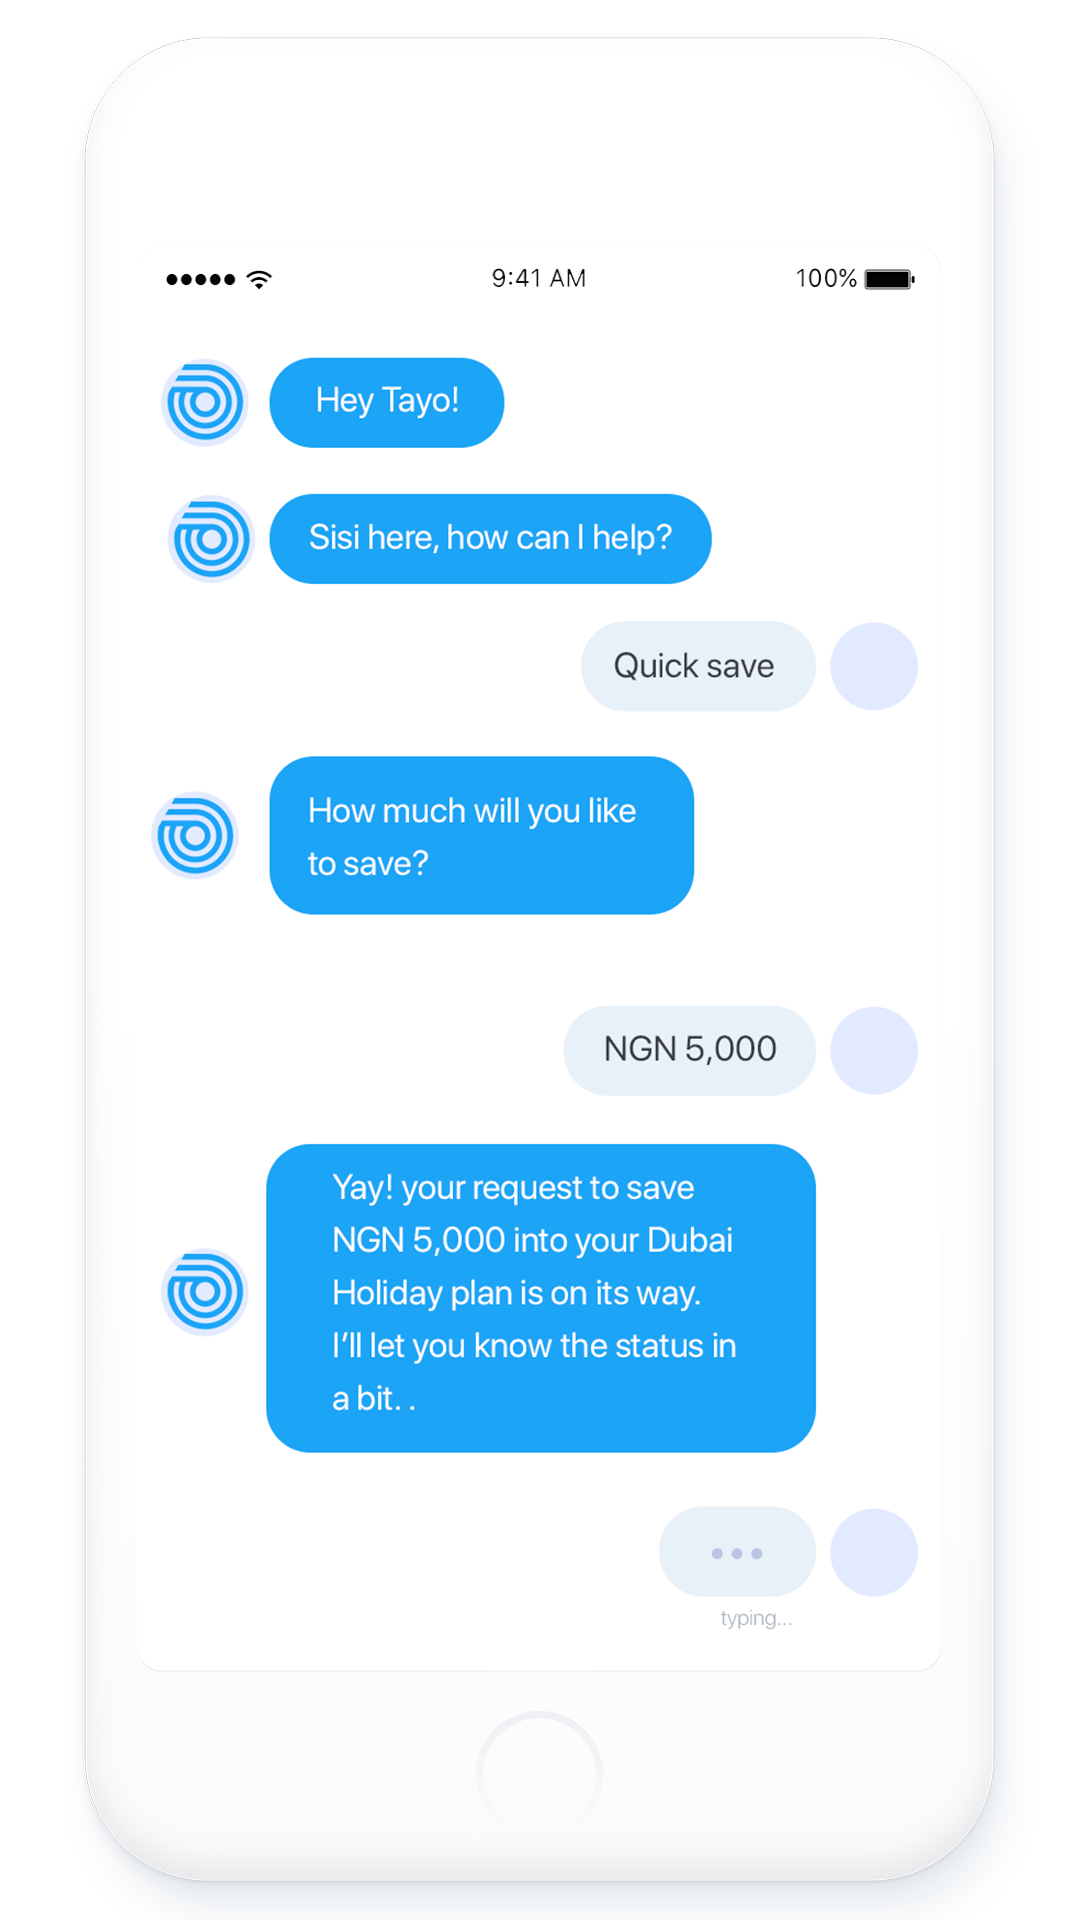 9:41 AM
100%
Hey Tayo!
Sisi here, how can I help?
Quick save
How much will you like
to save?
NGN 5,000
Yay! your request to save
NGN 5,000 into your Dubai
Holiday plan is on its way.
I’ll let you know the status in
a bit. .
typing...